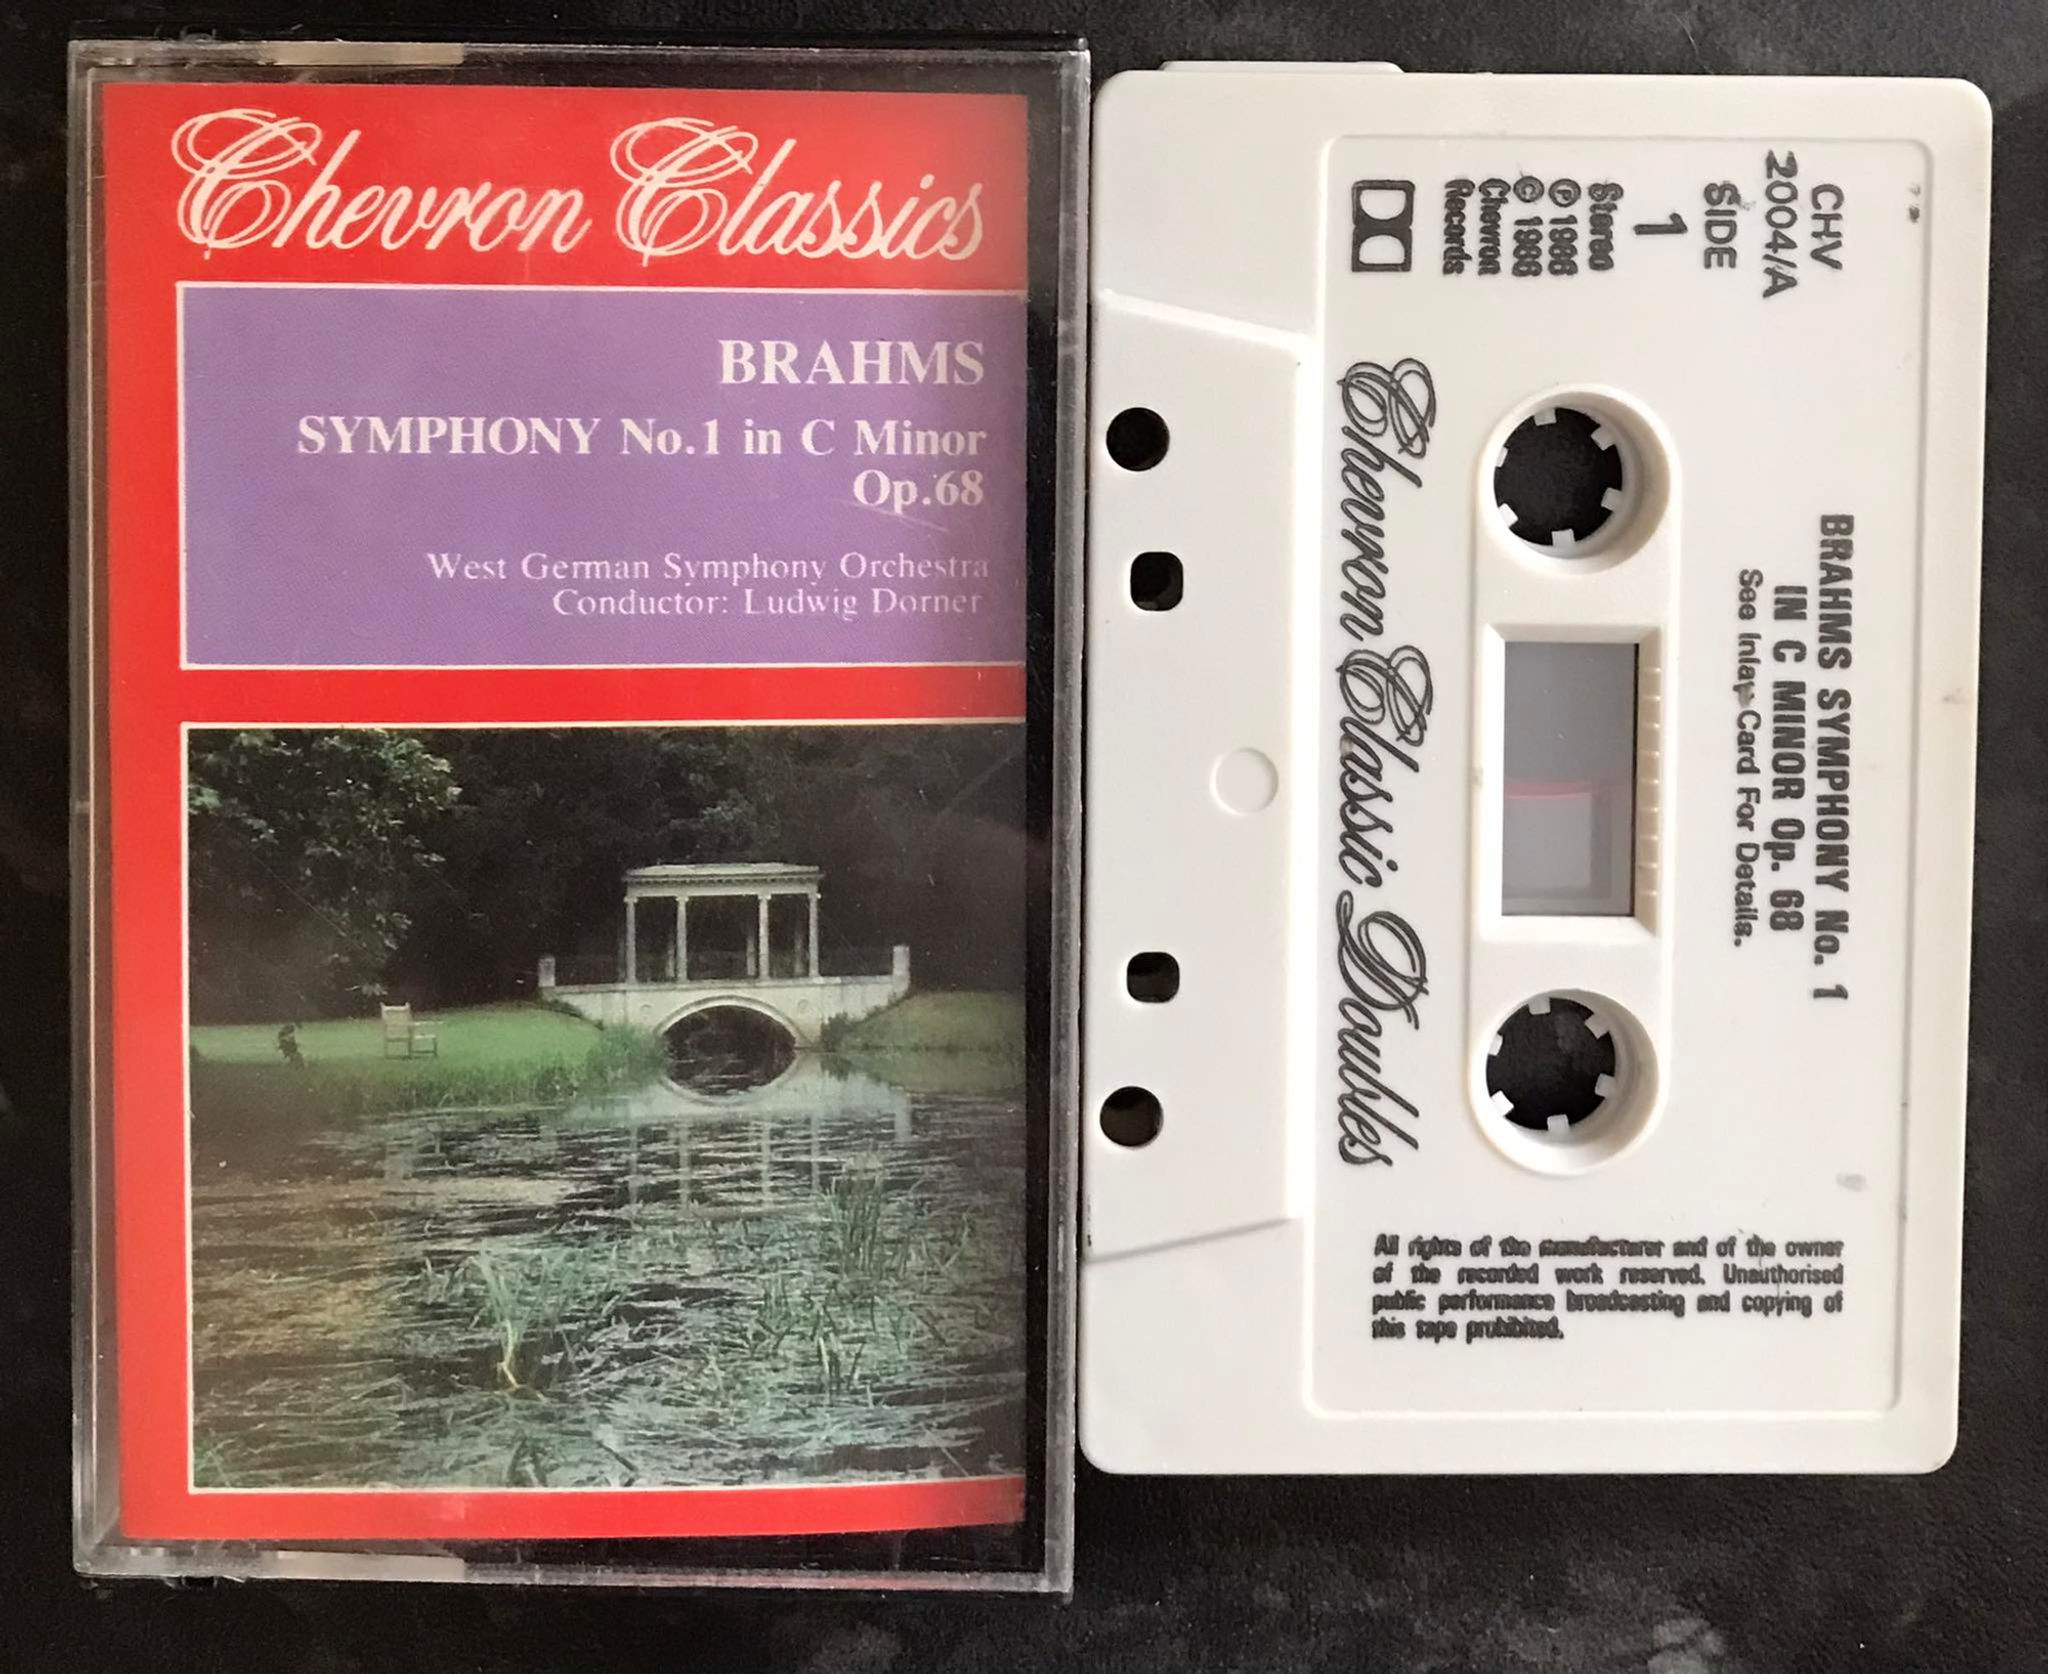 Chevron Classics
BRAHMS
SYMPHONY No.1 in C Minor
Op.68
West German Symphony Orchestra
Conductor: Ludwig Dorner
CHV
2004/A
SIDE
1
Stereo
℗ 1986
© 1986
Chevron
Records
BRAHMS SYMPHONY No. 1
IN C MINOR Op. 68
See Inlay Card For Details.
Chevron Classic Doubles
All rights of the manufacturer and of the owner
of the recorded work reserved. Unauthorised
public performance broadcasting and copying of
this tape prohibited.